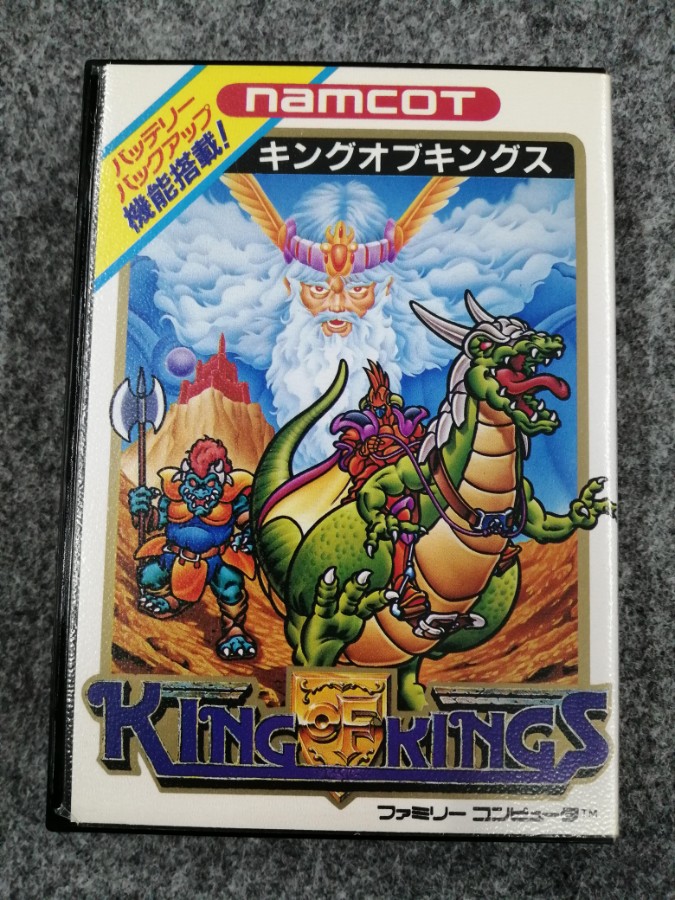 バッテリー
バックアップ
機能搭載!
namcot
キングオブキングス
KING OF KINGS
ファミリー コンピュータ™